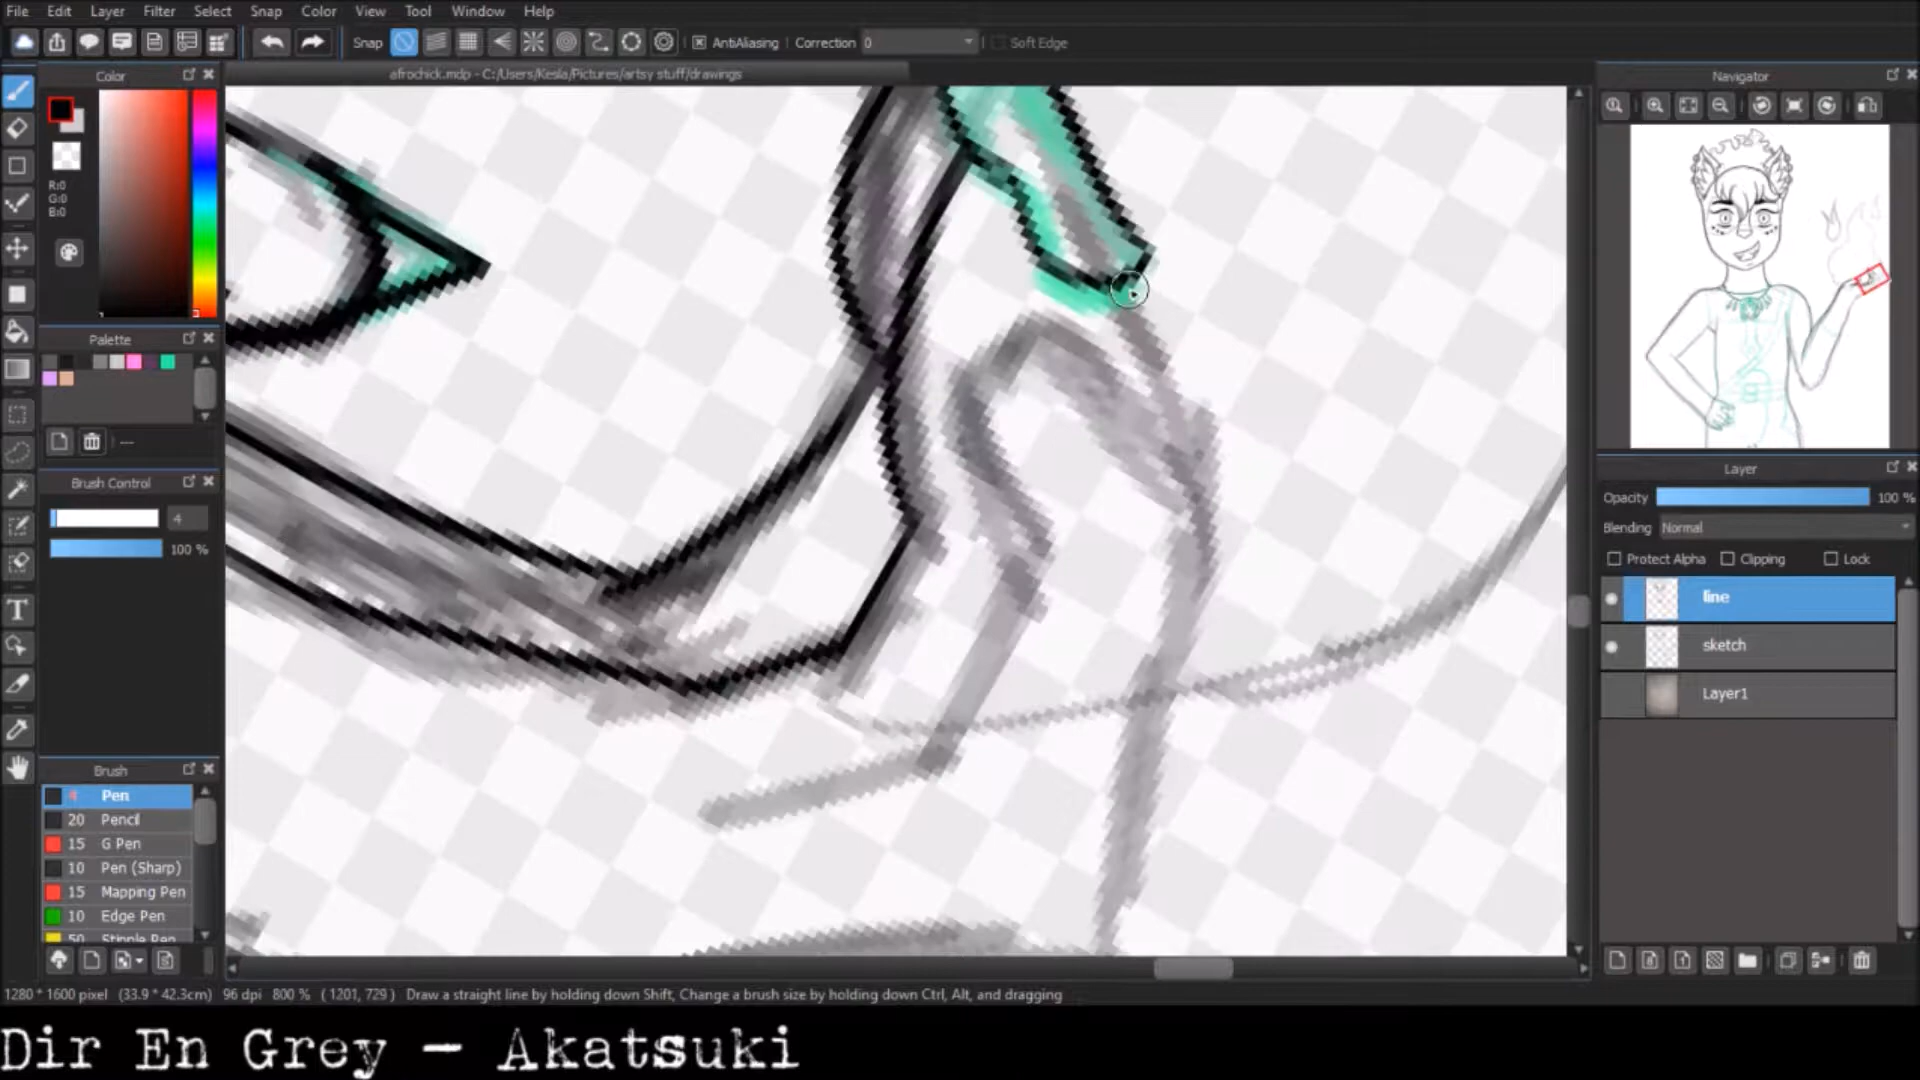 File Edit Layer Filter Select Snap Color View Tool Window Help
Snap AntiAliasing Correction 0 Soft Edge
Color
afrochick.mdp - C:/Users/Kesla/Pictures/artsy stuff/drawings
Navigator
R:0
G:0
B:0
Palette
---
Brush Control
4
100 %
Brush
4 Pen
20 Pencil
15 G Pen
10 Pen (Sharp)
15 Mapping Pen
10 Edge Pen
50 Stipple Pen
Layer
Opacity 100 %
Blending Normal
Protect Alpha Clipping Lock
line
sketch
Layer1
1280 * 1600 pixel (33.9 * 42.3cm) 96 dpi 800 % ( 1201, 729 ) Draw a straight line by holding down Shift, Change a brush size by holding down Ctrl, Alt, and dragging
Dir En Grey - Akatsuki